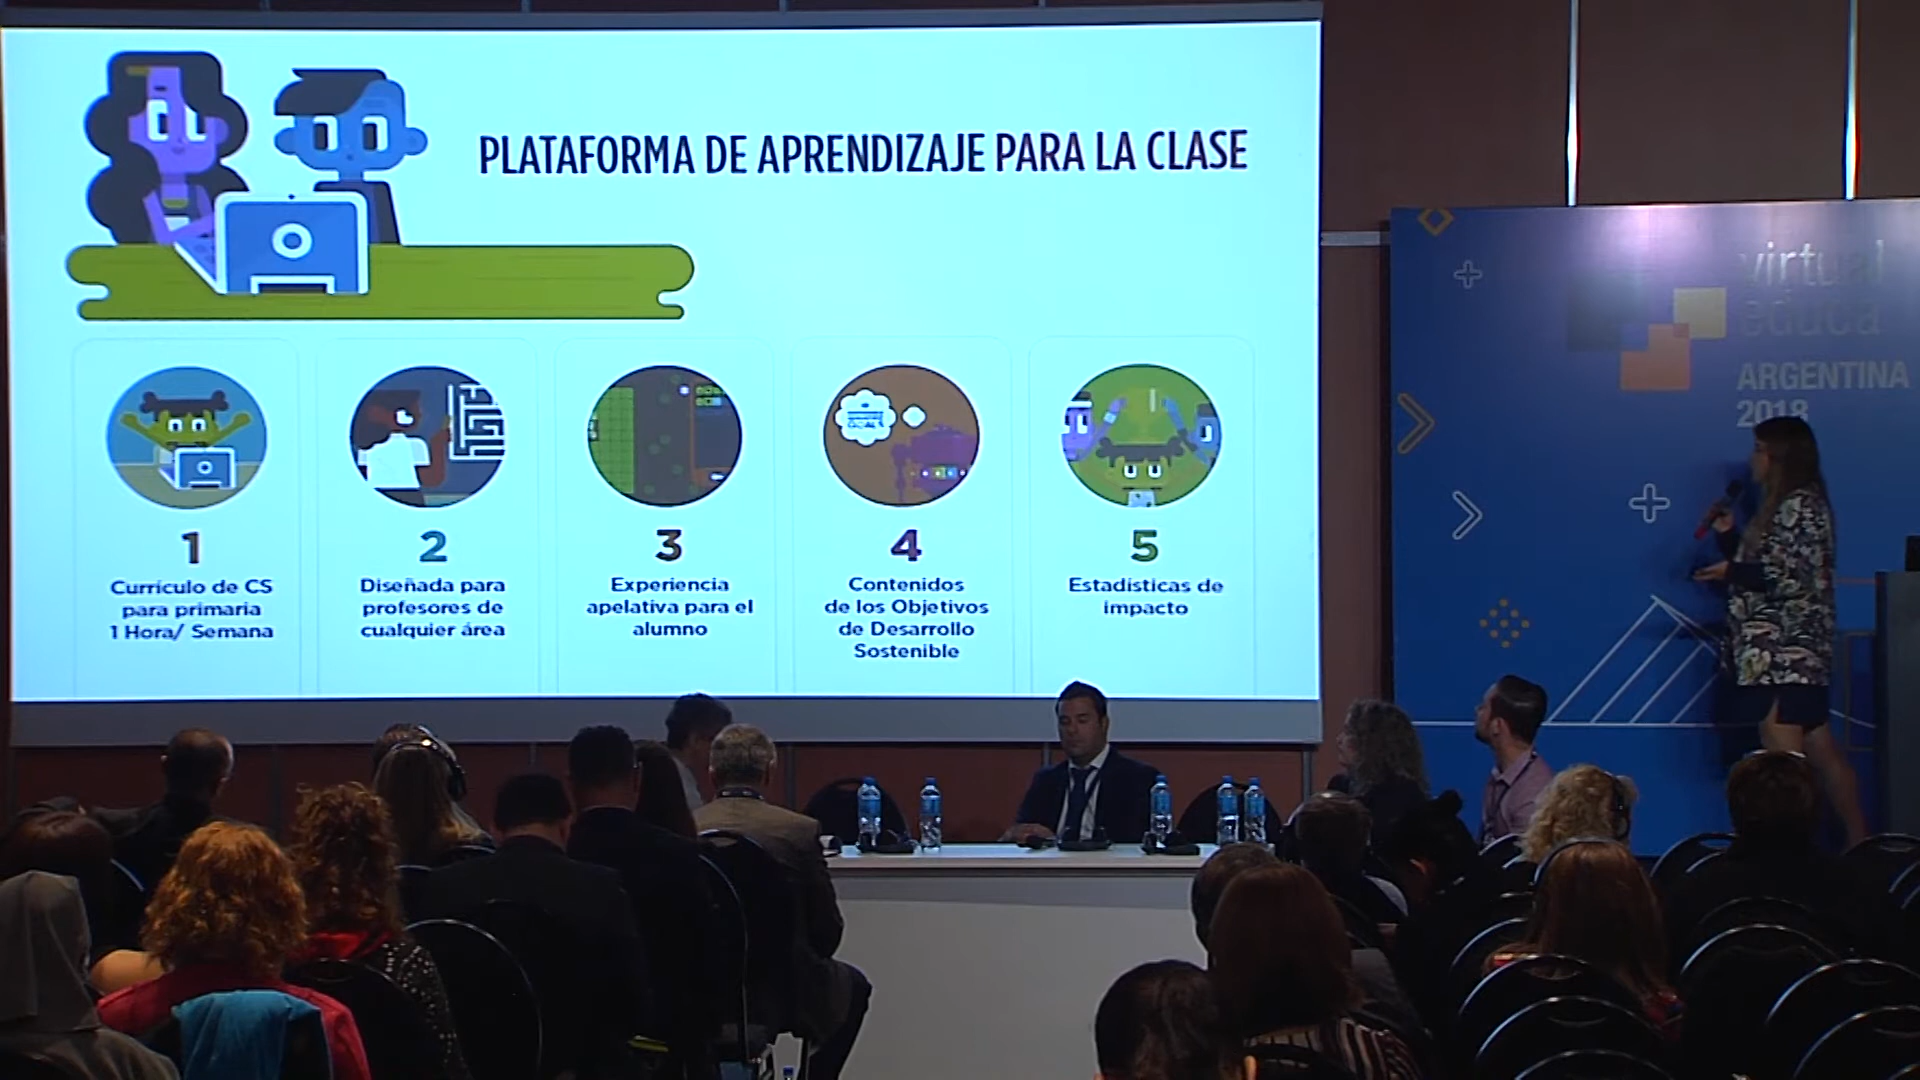 PLATAFORMA DE APRENDIZAJE PARA LA CLASE
1
Currículo de CS
para primaria
1 Hora/ Semana
2
Diseñada para
profesores de
cualquier área
3
Experiencia
apelativa para el
alumno
4
Contenidos
de los Objetivos
de Desarrollo
Sostenible
5
Estadísticas de
impacto
virtual
educa
ARGENTINA
2018